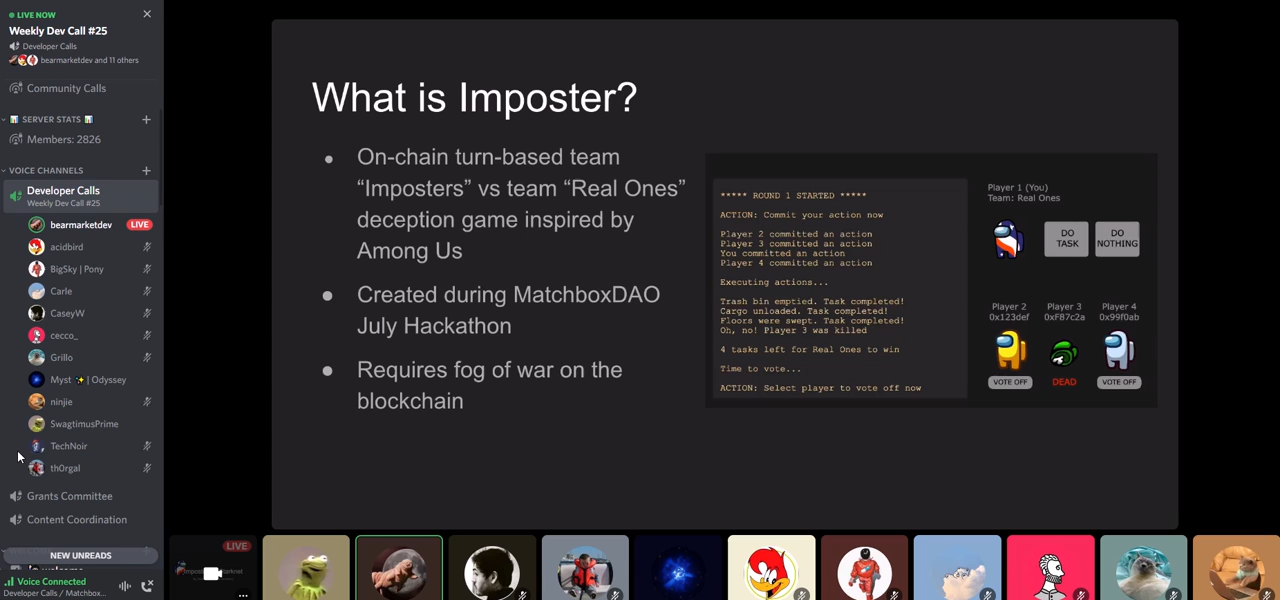 LIVE NOW
Weekly Dev Call #25
Developer Calls
bearmarketdev and 11 others
Community Calls
SERVER STATS
Members: 2826
VOICE CHANNELS
Developer Calls
Weekly Dev Call #25
bearmarketdev LIVE
acidbird
BigSky | Pony
Carle
CaseyW
cecco_
Grillo
Myst ✨ | Odyssey
ninjie
SwagtimusPrime
TechNoir
th0rgal
Grants Committee
Content Coordination
NEW UNREADS
welcome
Voice Connected
Developer Calls / Matchbox...
What is Imposter?
On-chain turn-based team
“Imposters” vs team “Real Ones”
deception game inspired by
Among Us
Created during MatchboxDAO
July Hackathon
Requires fog of war on the
blockchain
***** ROUND 1 STARTED *****
ACTION: Commit your action now
Player 2 committed an action
Player 3 committed an action
You committed an action
Player 4 committed an action
Executing actions...
Trash bin emptied. Task completed!
Cargo unloaded. Task completed!
Floors were swept. Task completed!
Oh, no! Player 3 was killed
4 tasks left for Real Ones to win
Time to vote...
ACTION: Select player to vote off now
Player 1 (You)
Team: Real Ones
DO
TASK
DO
NOTHING
Player 2
0x123def
Player 3
0xF87c2a
Player 4
0x99f0ab
VOTE OFF
DEAD
VOTE OFF
LIVE